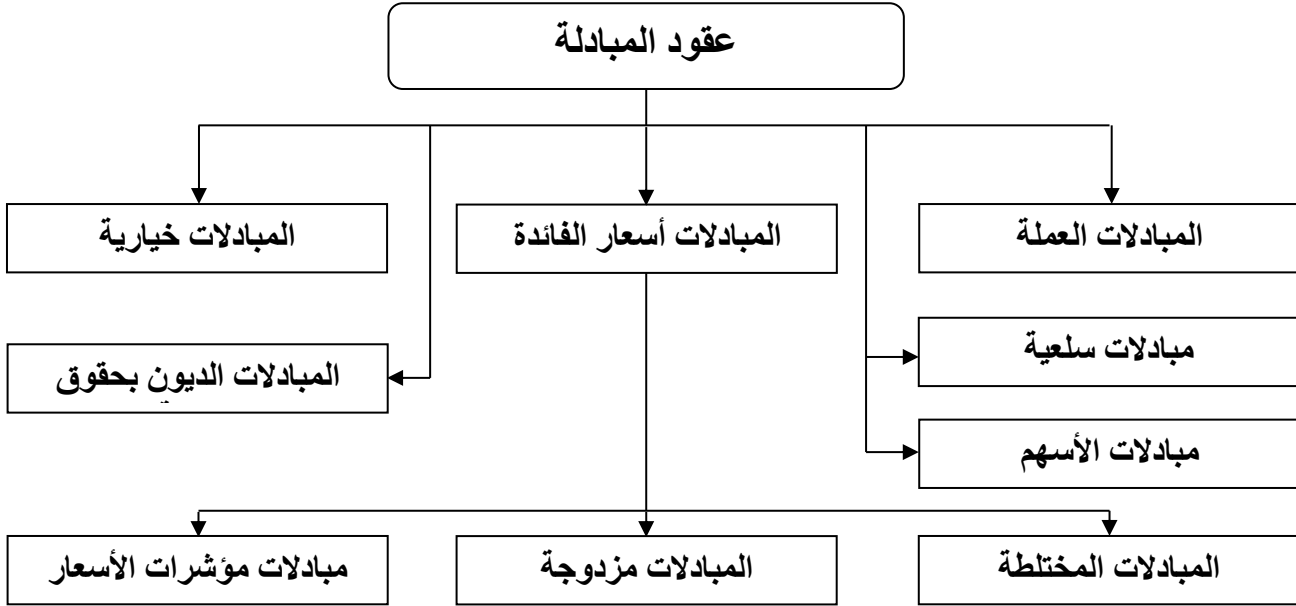 عقود المبادلة
المبادلات العملة
المبادلات أسعار الفائدة
المبادلات خيارية
مبادلات سلعية
المبادلات الديون بحقوق
مبادلات الأسهم
المبادلات المختلطة
المبادلات مزدوجة
مبادلات مؤشرات الأسعار